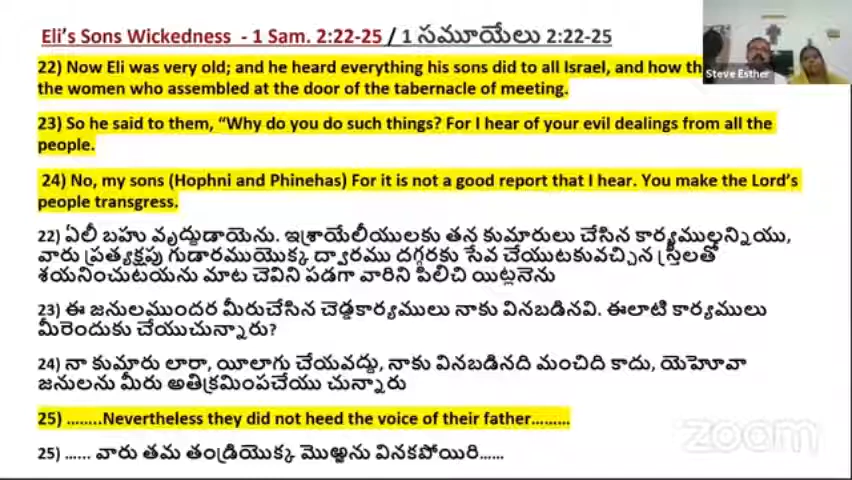 Eli's Sons Wickedness - 1 Sam. 2:22-25 / 1 సమూయేలు 2:22-25
22) Now Eli was very old; and he heard everything his sons did to all Israel, and how th
the women who assembled at the door of the tabernacle of meeting.
23) So he said to them, "Why do you do such things? For I hear of your evil dealings from all the
people.
24) No, my sons (Hophni and Phinehas) For it is not a good report that I hear. You make the Lord's
people transgress.
22) ఏలీ బహు వృద్ధుడాయెను. ఇశ్రాయేలీయులకు తన కుమారులు చేసిన కార్యములన్నియు,
వారు ప్రత్యక్షపు గుడారముయొక్క ద్వారము దగ్గరకు సేవ చేయుటకువచ్చిన స్త్రీలతో
శయనించుటయను మాట చెవిని పడగా వారిని పిలిచి యిట్లనెను
23) ఈ జనులముందర మీరుచేసిన చెడ్డకార్యములు నాకు వినబడినవి. ఈలాటి కార్యములు
మీరెందుకు చేయుచున్నారు?
24) నా కుమారు లారా, యీలాగు చేయవద్దు, నాకు వినబడినది మంచిది కాదు, యెహోవా
జనులను మీరు అతిక్రమింపచేయు చున్నారు
25) ........Nevertheless they did not heed the voice of their father.........
25) ...... వారు తమ తండ్రియొక్క మొఱ్ఱను వినకపోయిరి......
Steve Esther
zoom